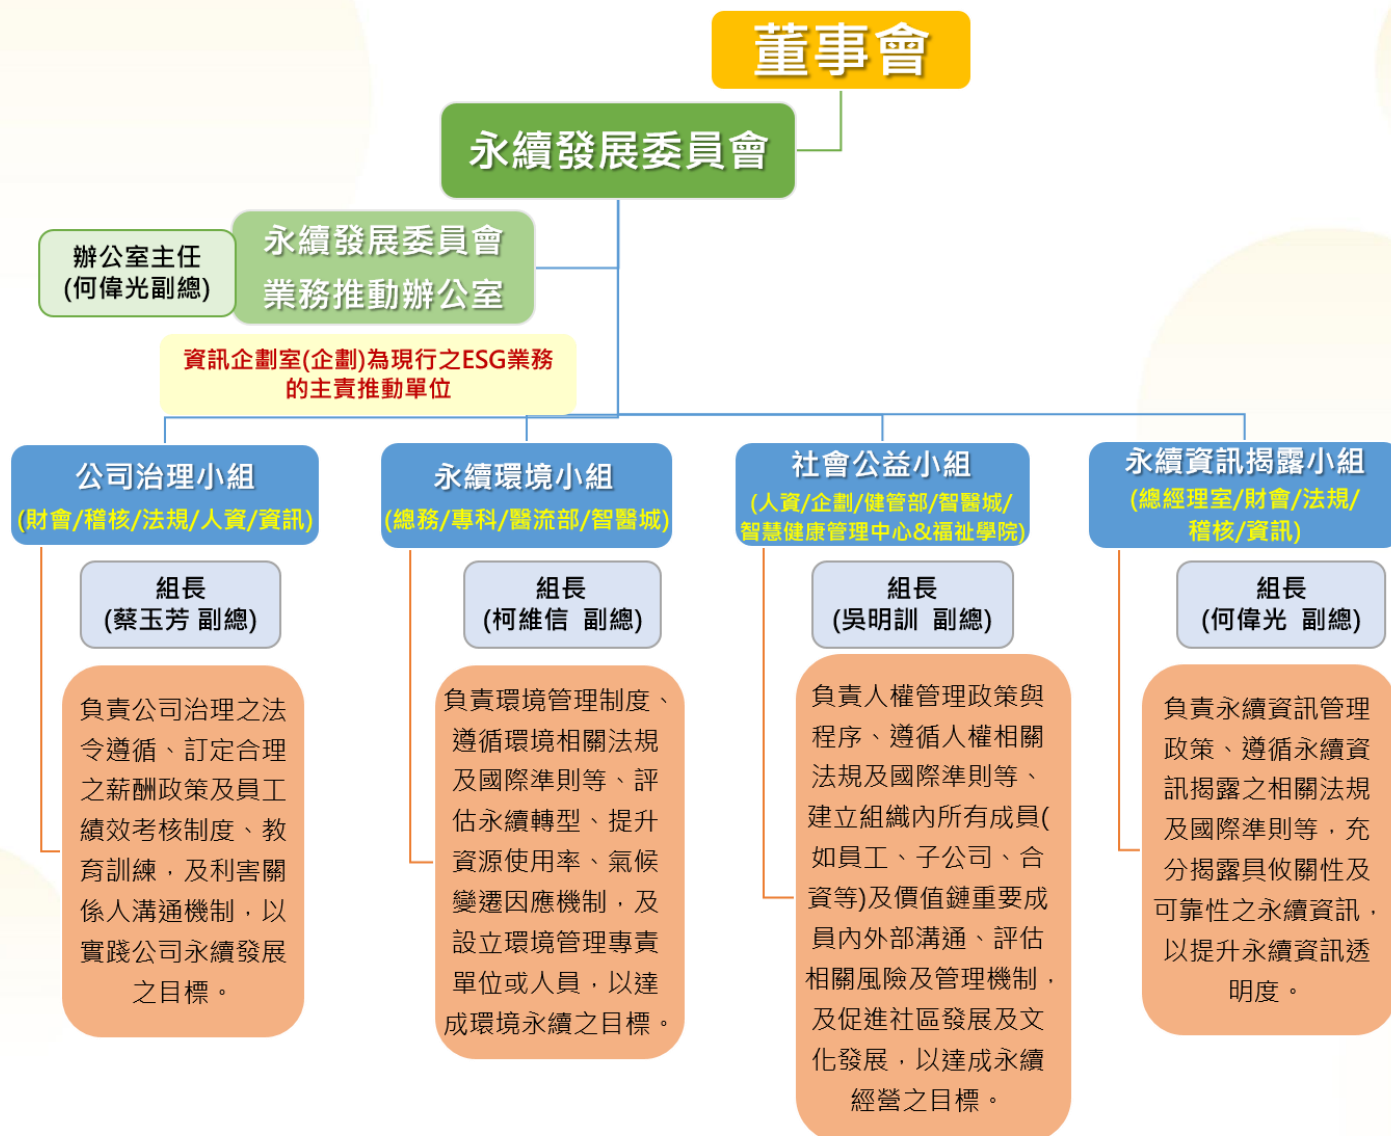 董事會
永續發展委員會
辦公室主任
(何偉光副總)
永續發展委員會
業務推動辦公室
資訊企劃室(企劃)為現行之ESG業務
的主責推動單位
公司治理小組
(財會/稽核/法規/人資/資訊)
組長
(蔡玉芳 副總)
負責公司治理之法
令遵循、訂定合理
之薪酬政策及員工
績效考核制度、教
育訓練，及利害關
係人溝通機制，以
實踐公司永續發展
之目標。
永續環境小組
(總務/專科/醫流部/智醫城)
組長
(柯維信 副總)
負責環境管理制度、
遵循環境相關法規
及國際準則等、評
估永續轉型、提升
資源使用率、氣候
變遷因應機制，及
設立環境管理專責
單位或人員，以達
成環境永續之目標。
社會公益小組
(人資/企劃/健管部/智醫城/
智慧健康管理中心&福祉學院)
組長
(吳明訓 副總)
負責人權管理政策與
程序、遵循人權相關
法規及國際準則等、
建立組織內所有成員(
如員工、子公司、合
資等)及價值鏈重要成
員內外部溝通、評估
相關風險及管理機制，
及促進社區發展及文
化發展，以達成永續
經營之目標。
永續資訊揭露小組
(總經理室/財會/法規/
稽核/資訊)
組長
(何偉光 副總)
負責永續資訊管理
政策、遵循永續資
訊揭露之相關法規
及國際準則等，充
分揭露具攸關性及
可靠性之永續資訊，
以提升永續資訊透
明度。